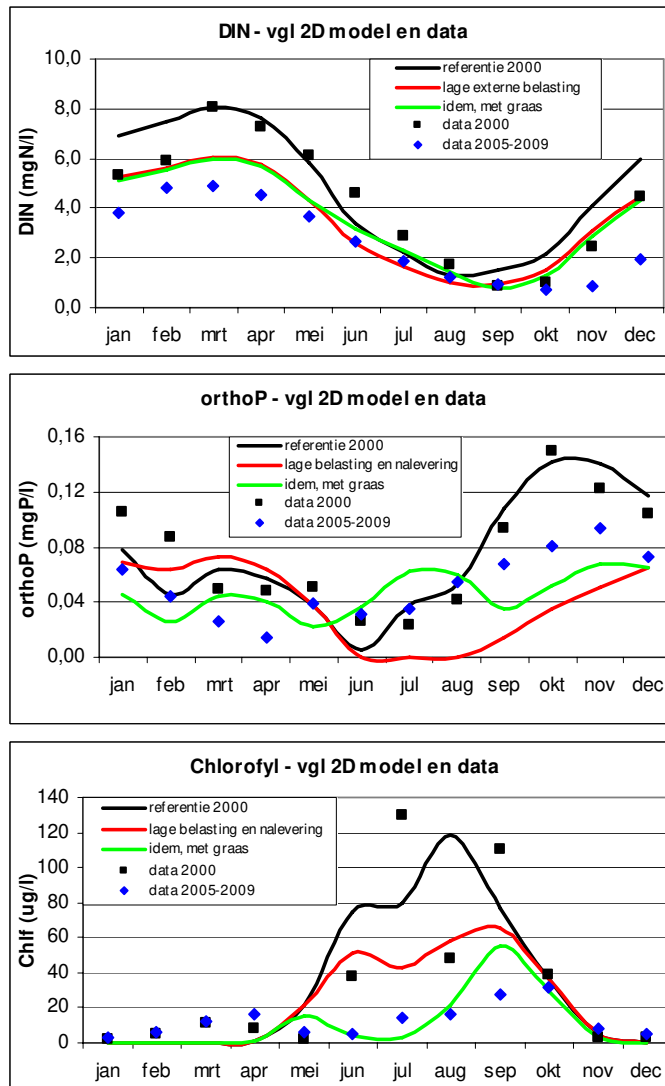 DIN - vgl 2D model en data
DIN (mgN/l)
10,0
8,0
6,0
4,0
2,0
0,0
referentie 2000
lage externe belasting
idem, met graas
data 2000
data 2005-2009
jan feb mrt apr mei jun jul aug sep okt nov dec
orthoP - vgl 2D model en data
orthoP (mgP/l)
0,16
0,12
0,08
0,04
0,00
referentie 2000
lage belasting en nalevering
idem, met graas
data 2000
data 2005-2009
jan feb mrt apr mei jun jul aug sep okt nov dec
Chlorofyl - vgl 2D model en data
Chlf (ug/l)
140
120
100
80
60
40
20
0
referentie 2000
lage belasting en nalevering
idem, met graas
data 2000
data 2005-2009
jan feb mrt apr mei jun jul aug sep okt nov dec